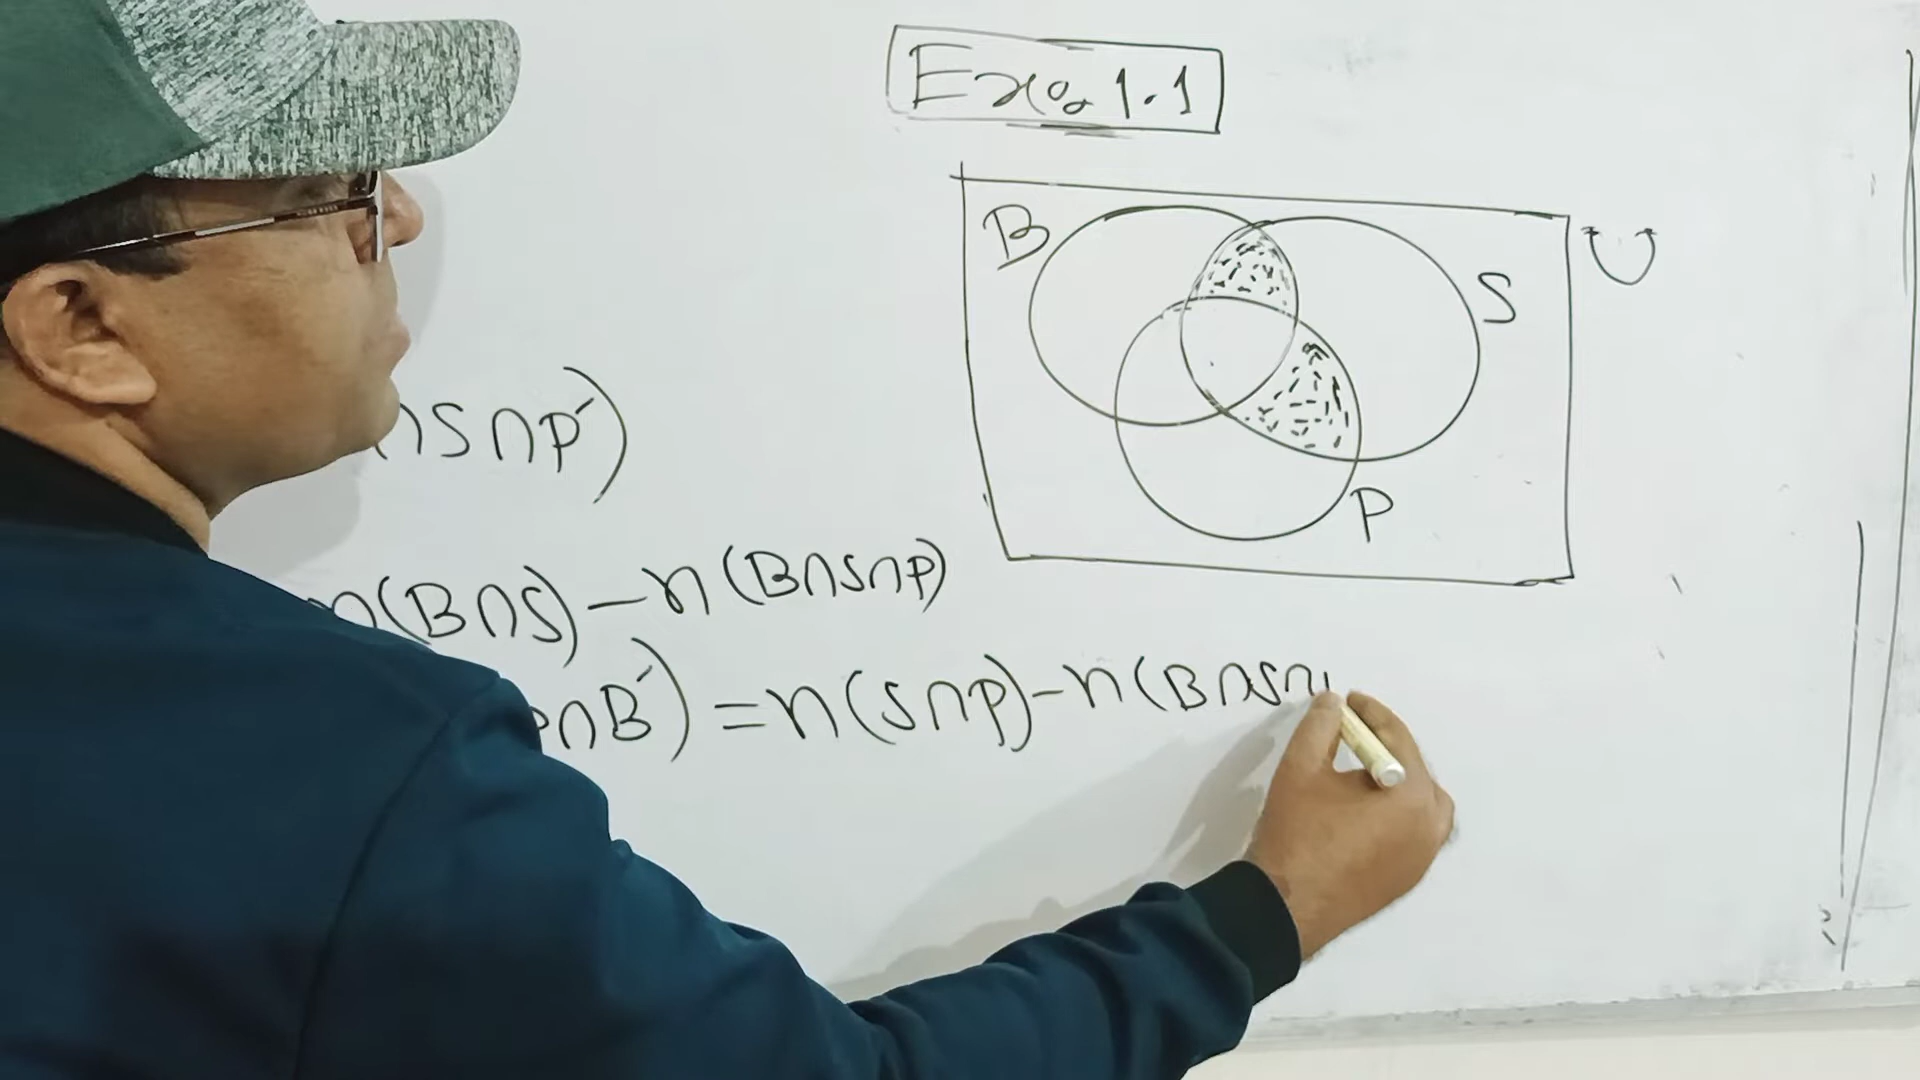 Ex: 1.1
B
U
S
∩S∩P′)
P
n(B∩S)–n(B∩S∩P)
∩B′)=n(S∩P)–n(B∩S∩